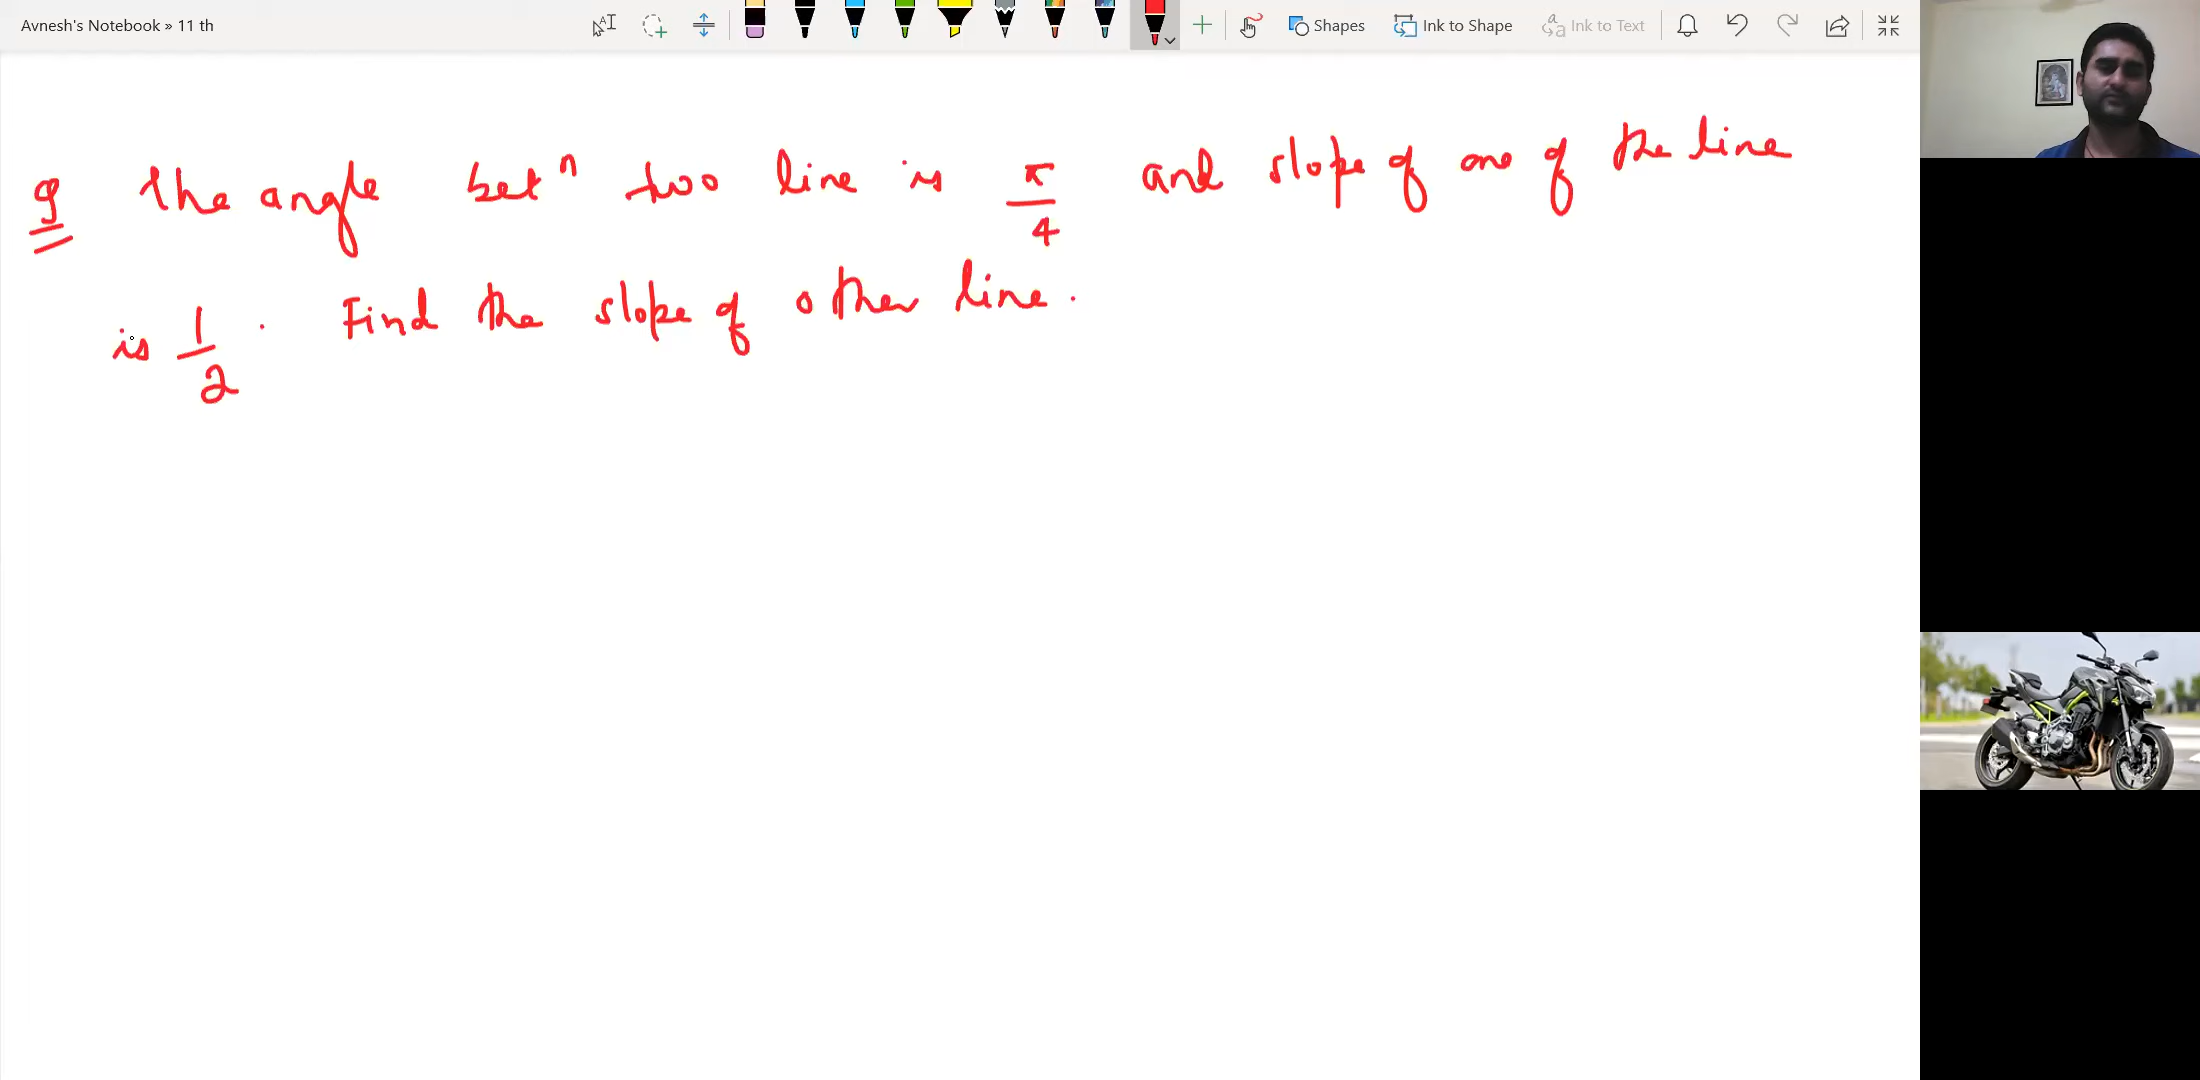 Avnesh's Notebook » 11 th
Shapes
Ink to Shape
Ink to Text
Q The angle betⁿ two line is π/4 and slope of one of the line
is 1/2 . Find the slope of other line.